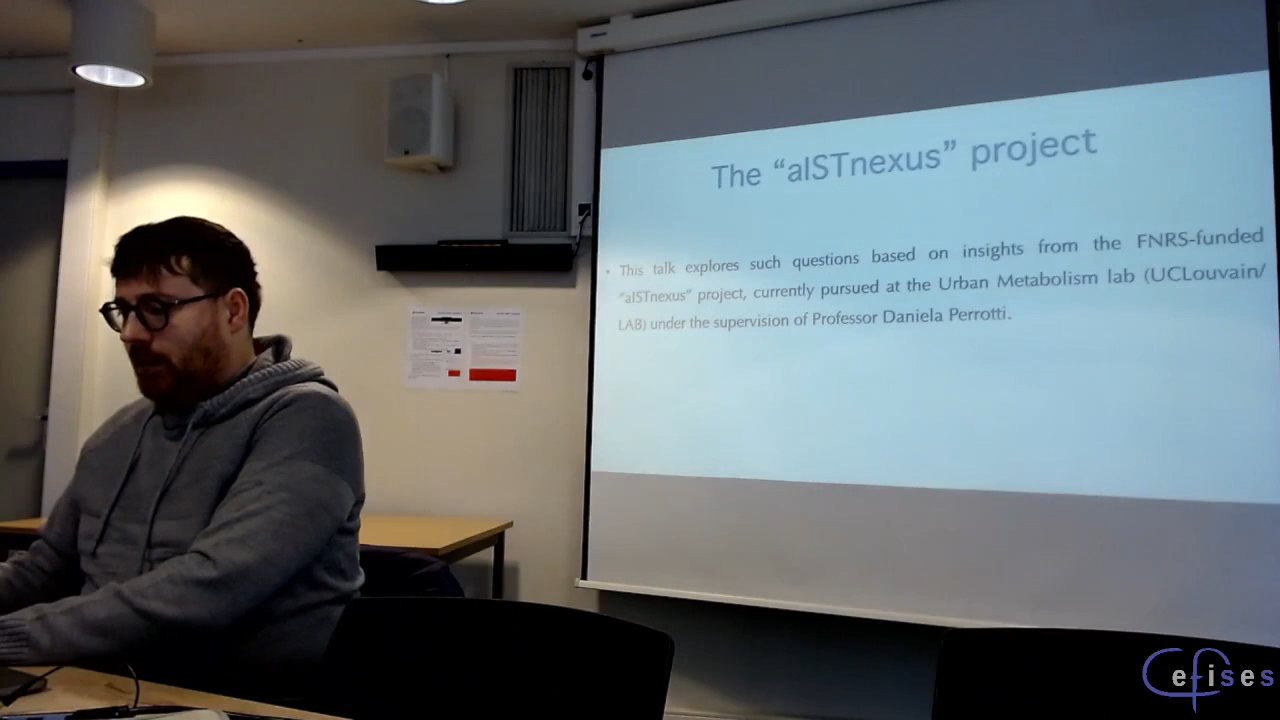 The “aISTnexus” project
• This talk explores such questions based on insights from the FNRS-funded
“aISTnexus” project, currently pursued at the Urban Metabolism lab (UCLouvain/
LAB) under the supervision of Professor Daniela Perrotti.
Cefises